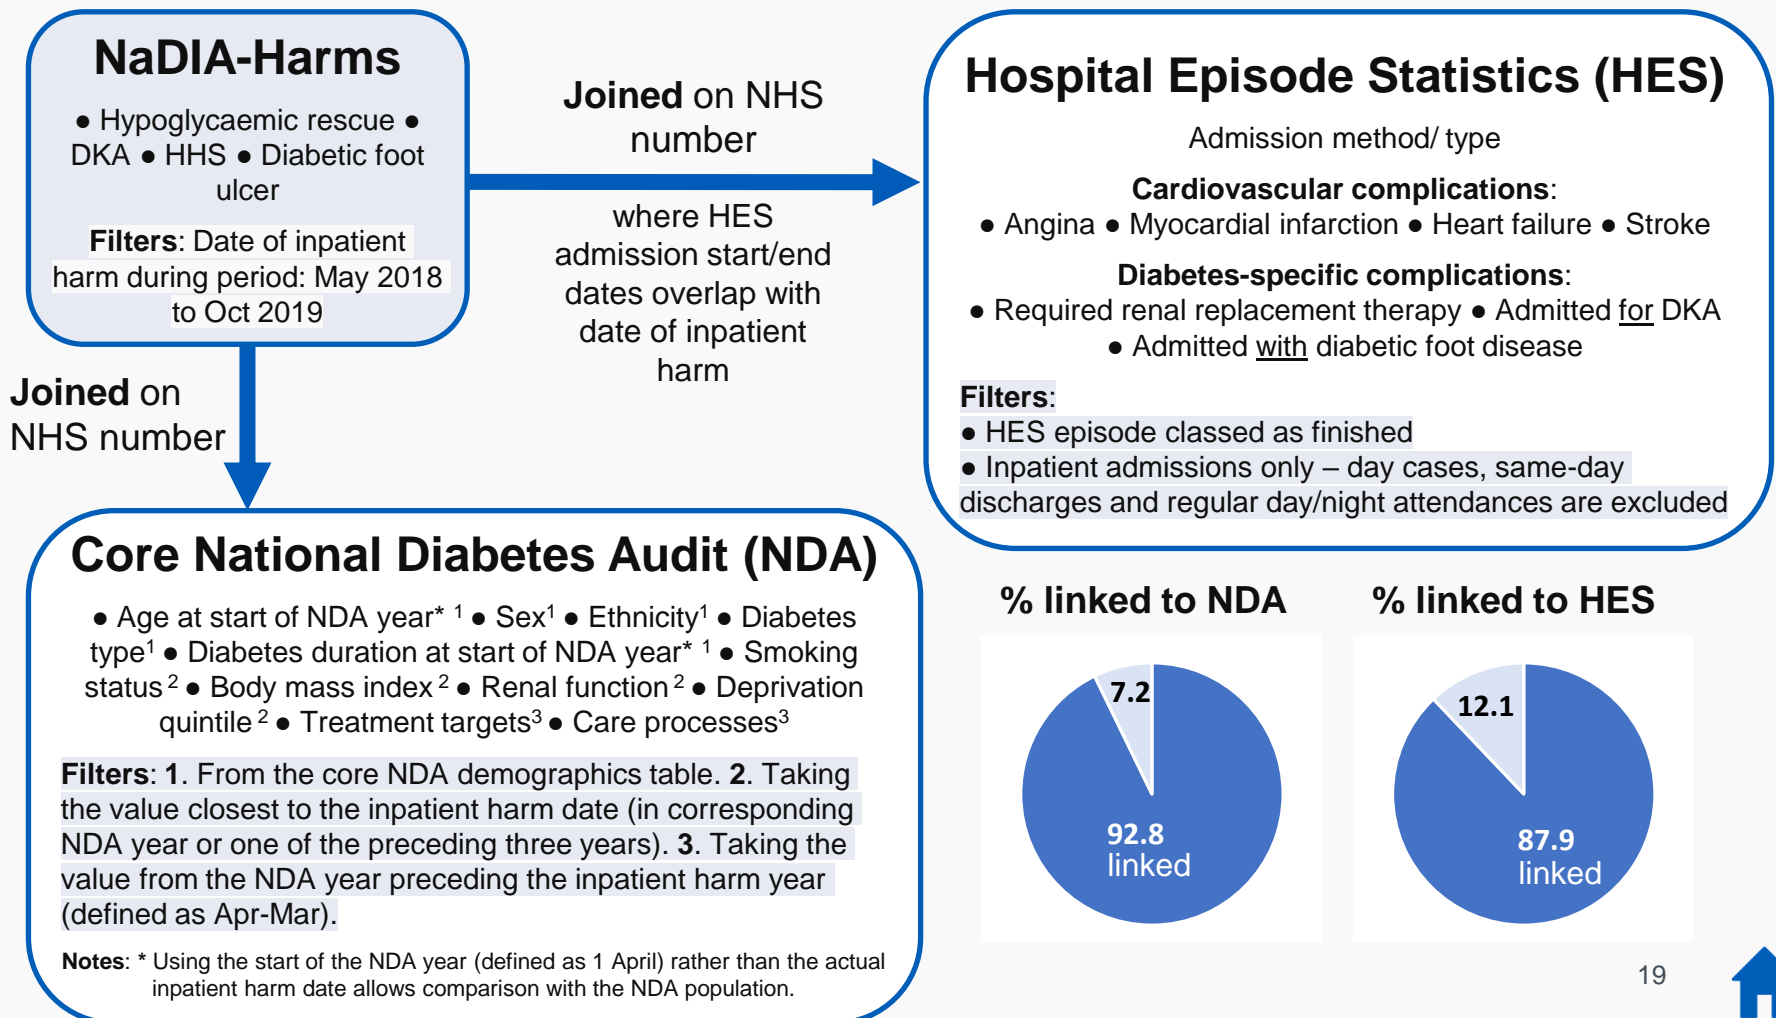 NaDIA-Harms
● Hypoglycaemic rescue ●
DKA ● HHS ● Diabetic foot
ulcer
Filters: Date of inpatient
harm during period: May 2018
to Oct 2019
Joined on NHS
number
where HES
admission start/end
dates overlap with
date of inpatient
harm
Hospital Episode Statistics (HES)
Admission method/ type
Cardiovascular complications:
● Angina ● Myocardial infarction ● Heart failure ● Stroke
Diabetes-specific complications:
● Required renal replacement therapy ● Admitted for DKA
● Admitted with diabetic foot disease
Filters:
● HES episode classed as finished
● Inpatient admissions only – day cases, same-day
discharges and regular day/night attendances are excluded
Joined on
NHS number
Core National Diabetes Audit (NDA)
● Age at start of NDA year* ¹ ● Sex¹ ● Ethnicity¹ ● Diabetes
type¹ ● Diabetes duration at start of NDA year* ¹ ● Smoking
status ² ● Body mass index ² ● Renal function ² ● Deprivation
quintile ² ● Treatment targets³ ● Care processes³
Filters: 1. From the core NDA demographics table. 2. Taking
the value closest to the inpatient harm date (in corresponding
NDA year or one of the preceding three years). 3. Taking the
value from the NDA year preceding the inpatient harm year
(defined as Apr-Mar).
Notes: * Using the start of the NDA year (defined as 1 April) rather than the actual
inpatient harm date allows comparison with the NDA population.
% linked to NDA
7.2
92.8
linked
% linked to HES
12.1
87.9
linked
19